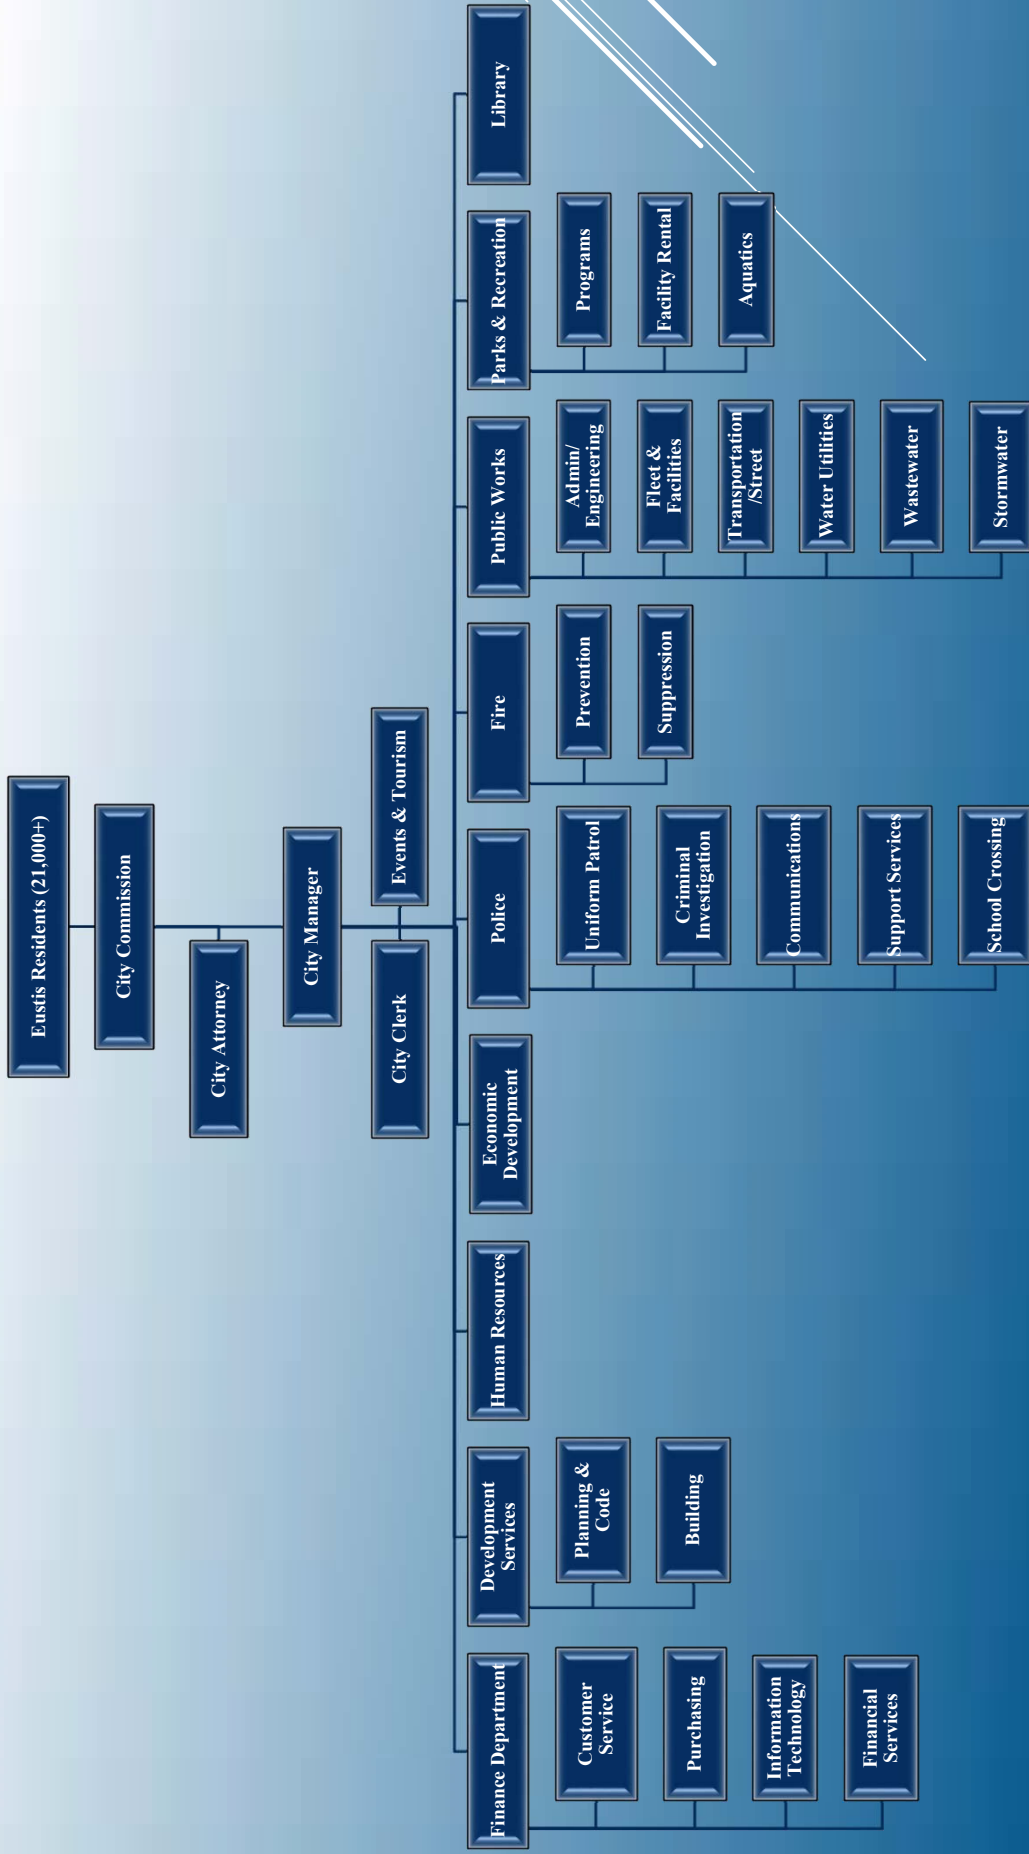 Eustis Residents (21,000+)
City Commission
City Attorney
City Manager
City Clerk
Events & Tourism
Finance Department
Customer
Service
Purchasing
Information
Technology
Financial
Services
Development
Services
Planning &
Code
Building
Human Resources
Economic
Development
Police
Uniform Patrol
Criminal
Investigation
Communications
Support Services
School Crossing
Fire
Prevention
Suppression
Public Works
Admin/
Engineering
Fleet &
Facilities
Transportation
/Street
Water Utilities
Wastewater
Stormwater
Parks & Recreation
Programs
Facility Rental
Aquatics
Library